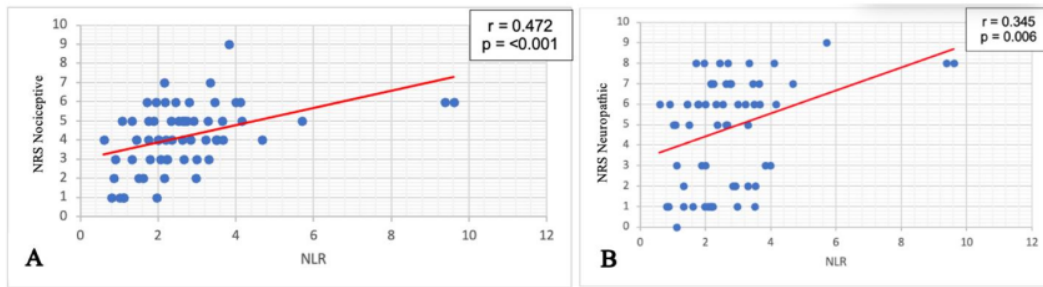 r = 0.472
p = <0.001
NRS Nociceptive
10
9
8
7
6
5
4
3
2
1
0
0 2 4 6 8 10 12
NLR
A
r = 0.345
p = 0.006
NRS Neuropathic
10
9
8
7
6
5
4
3
2
1
0
0 2 4 6 8 10 12
NLR
B